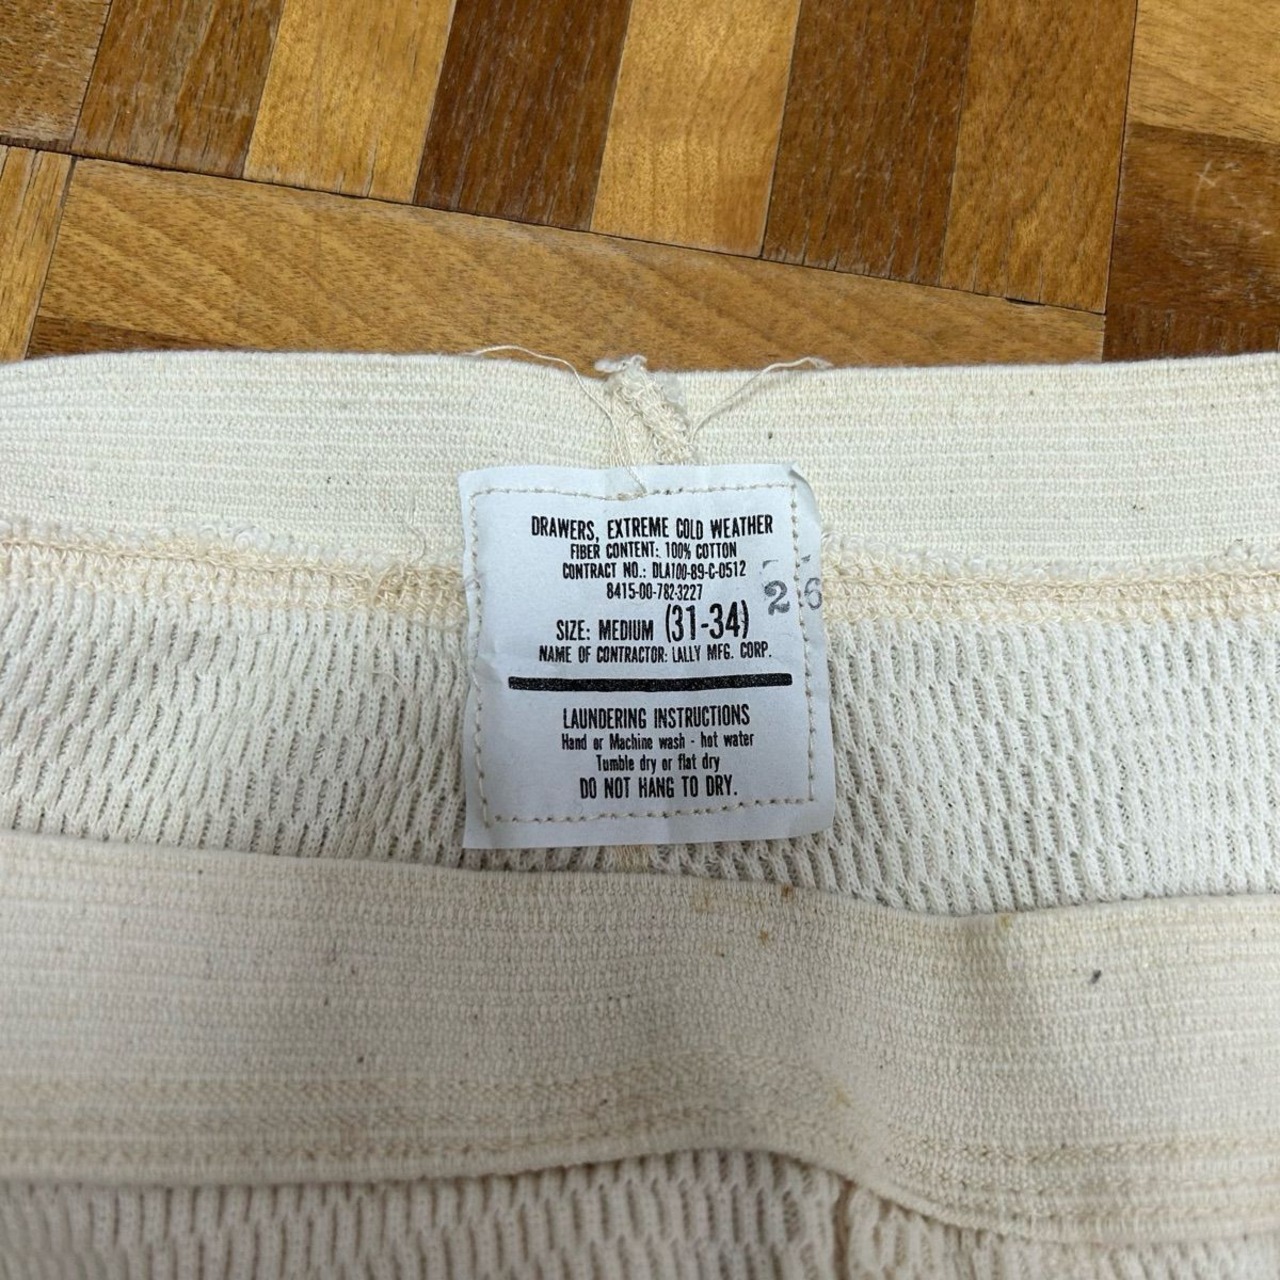 DRAWERS, EXTREME COLD WEATHER
FIBER CONTENT: 100% COTTON
CONTRACT NO.: DLA100-89-C-0512
8415-00-782-3227
26
SIZE: MEDIUM (31-34)
NAME OF CONTRACTOR: LALLY MFG. CORP.
LAUNDERING INSTRUCTIONS
Hand or Machine wash - hot water
Tumble dry or flat dry
DO NOT HANG TO DRY.